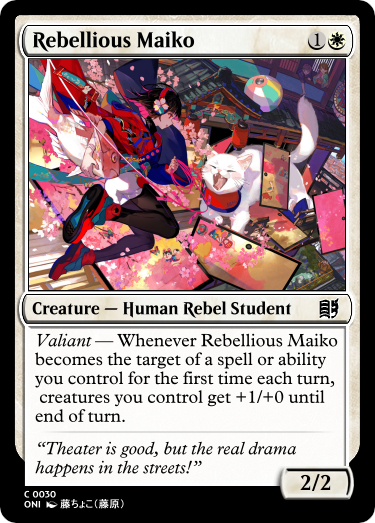 Rebellious Maiko
1
Creature — Human Rebel Student
Valiant — Whenever Rebellious Maiko
becomes the target of a spell or ability
you control for the first time each turn,
creatures you control get +1/+0 until
end of turn.
“Theater is good, but the real drama
happens in the streets!”
2/2
C 0030
ONI 藤ちょこ(藤原)